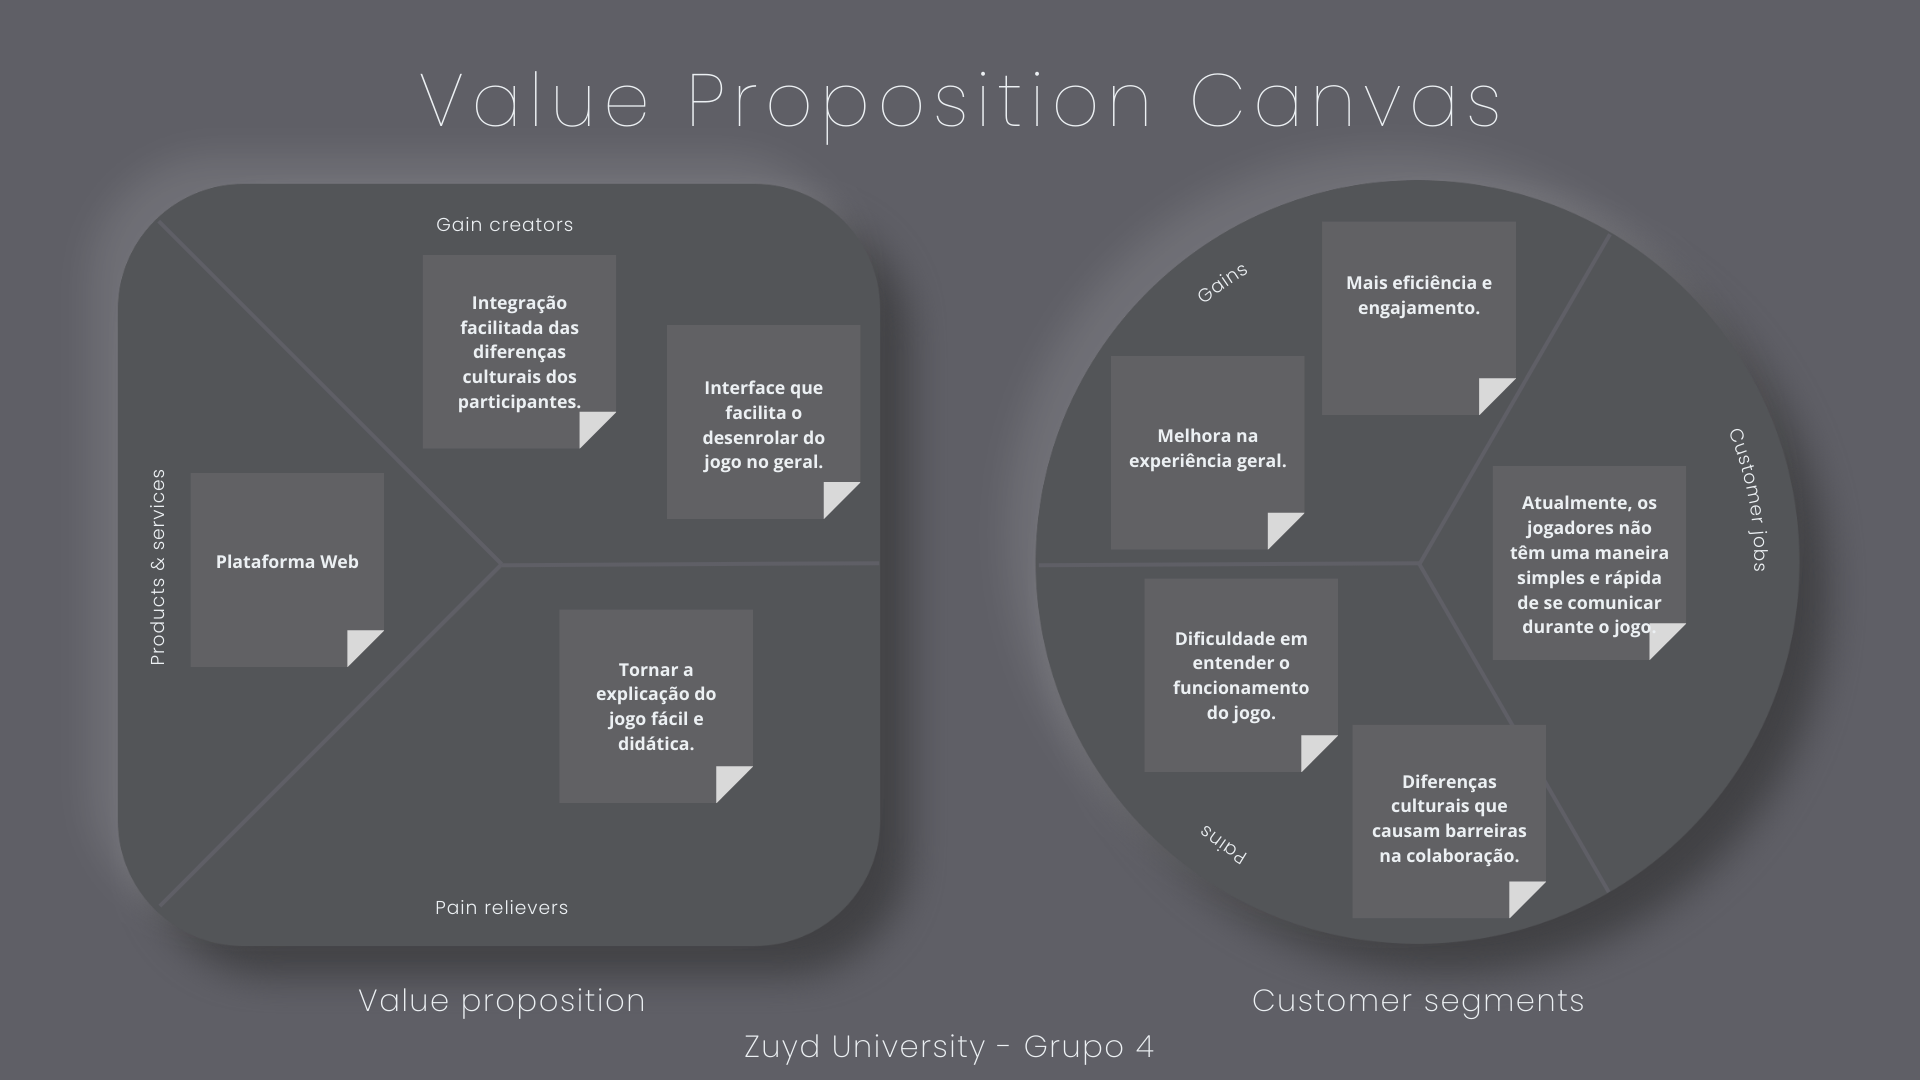 Value Proposition Canvas
Gain creators
Integração
facilitada das
diferenças
culturais dos
participantes.
Interface que
facilita o
desenrolar do
jogo no geral.
Products & services
Plataforma Web
Tornar a
explicação do
jogo fácil e
didática.
Pain relievers
Value proposition
Gains
Mais eficiência e
engajamento.
Melhora na
experiência geral.
Customer jobs
Atualmente, os
jogadores não
têm uma maneira
simples e rápida
de se comunicar
durante o jogo.
Dificuldade em
entender o
funcionamento
do jogo.
Diferenças
culturais que
causam barreiras
na colaboração.
Pains
Customer segments
Zuyd University - Grupo 4